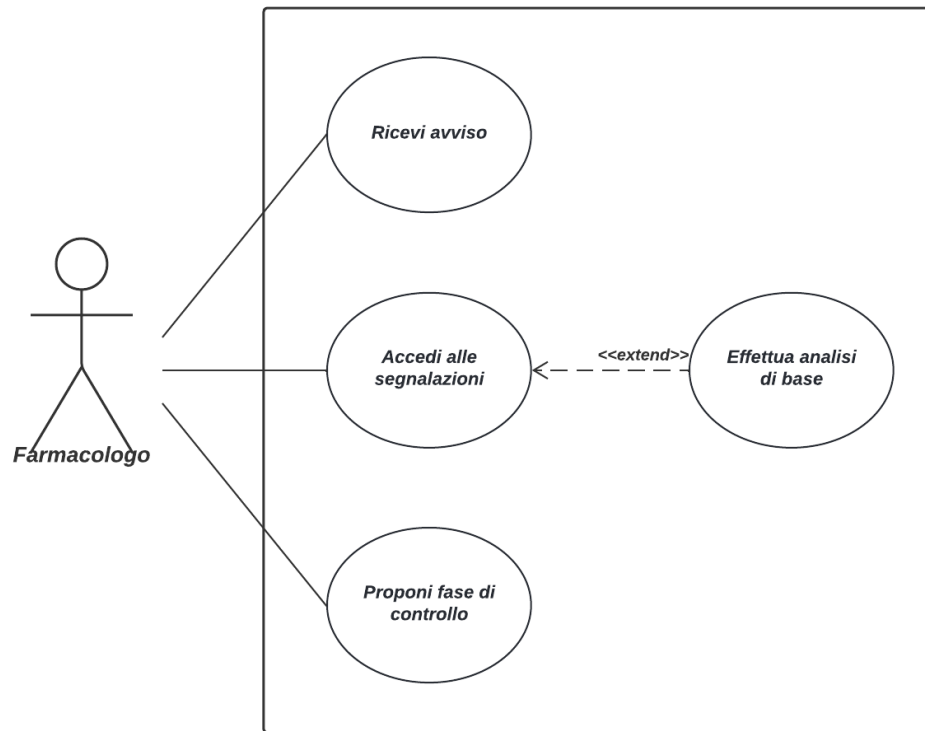 Ricevi avviso
Accedi alle
segnalazioni
<<extend>>
Effettua analisi
di base
Farmacologo
Proponi fase di
controllo